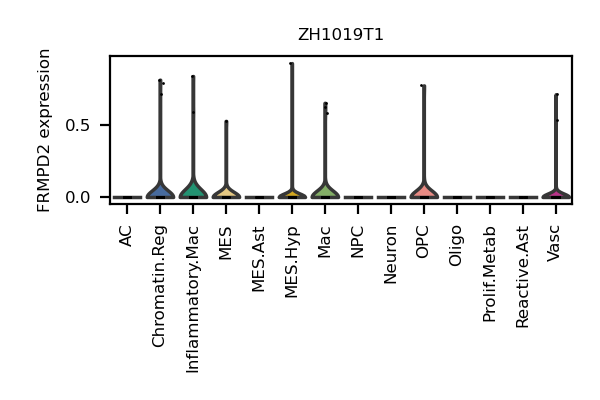 ZH1019T1
FRMPD2 expression
0.5
0.0
AC
Chromatin.Reg
Inflammatory.Mac
MES
MES.Ast
MES.Hyp
Mac
NPC
Neuron
OPC
Oligo
Prolif.Metab
Reactive.Ast
Vasc